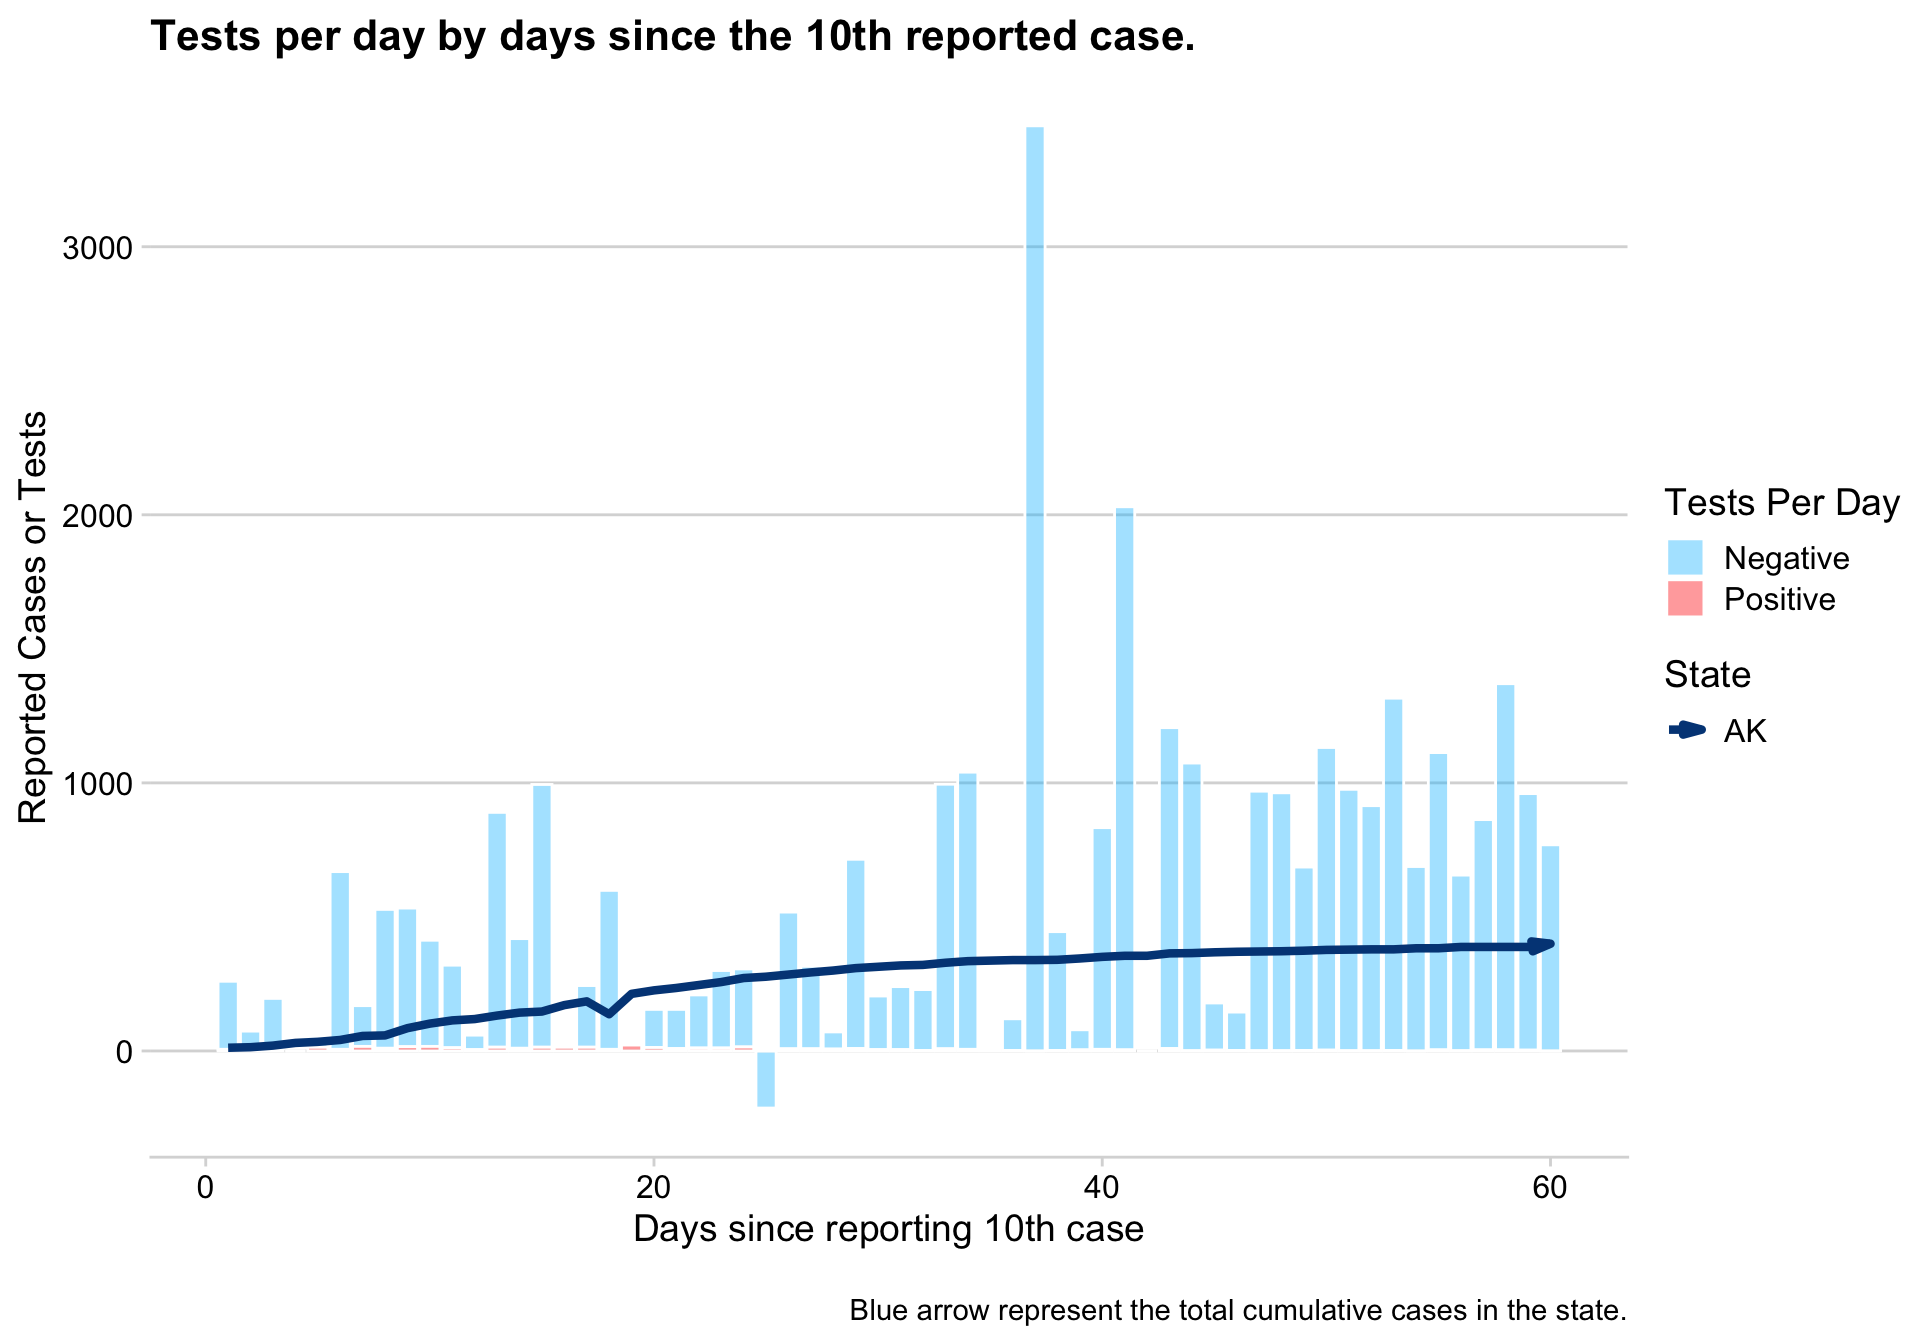 Tests per day by days since the 10th reported case.
Reported Cases or Tests
3000
2000
1000
0
0 20 40 60
Days since reporting 10th case
Tests Per Day
Negative
Positive
State
AK
Blue arrow represent the total cumulative cases in the state.